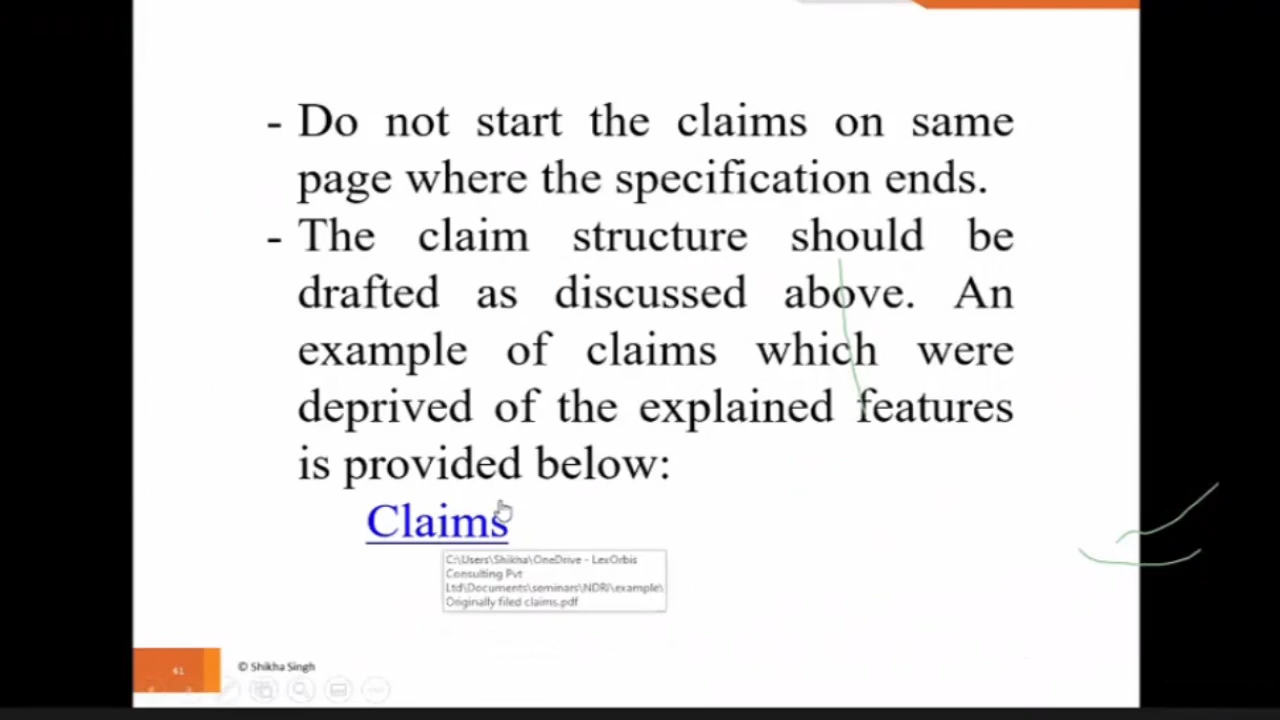 - Do not start the claims on same
page where the specification ends.
- The claim structure should be
drafted as discussed above. An
example of claims which were
deprived of the explained features
is provided below:
Claims
C:\Users\Shikha\OneDrive - LexOrbis
Consulting Pvt
Ltd\Documents\seminars\NDRI\example\
Originally filed claims.pdf
61
© Shikha Singh